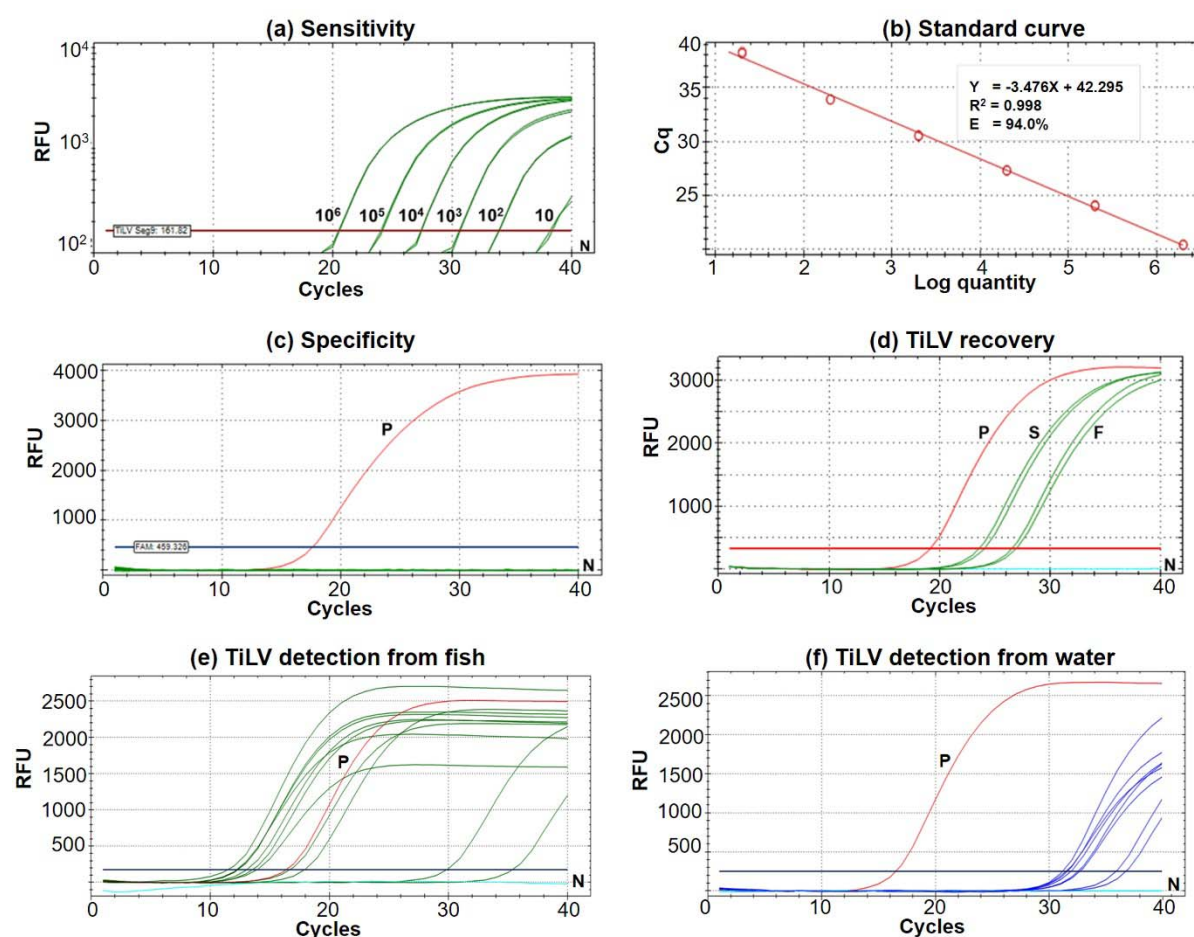 (a) Sensitivity
10⁴
10³
10²
RFU
10⁶ 10⁵ 10⁴ 10³ 10² 10
TiLV Seg9: 161.82
N
0 10 20 30 40
Cycles
(b) Standard curve
40
35
30
25
Cq
Y = -3.476X + 42.295
R² = 0.998
E = 94.0%
1 2 3 4 5 6
Log quantity
(c) Specificity
4000
3000
2000
1000
RFU
P
FAM: 459.326
N
0 10 20 30 40
Cycles
(d) TiLV recovery
3000
2000
1000
RFU
P S F
N
0 10 20 30 40
Cycles
(e) TiLV detection from fish
2500
2000
1500
1000
500
RFU
P
N
0 10 20 30 40
Cycles
(f) TiLV detection from water
2500
2000
1500
1000
500
RFU
P
N
0 10 20 30 40
Cycles